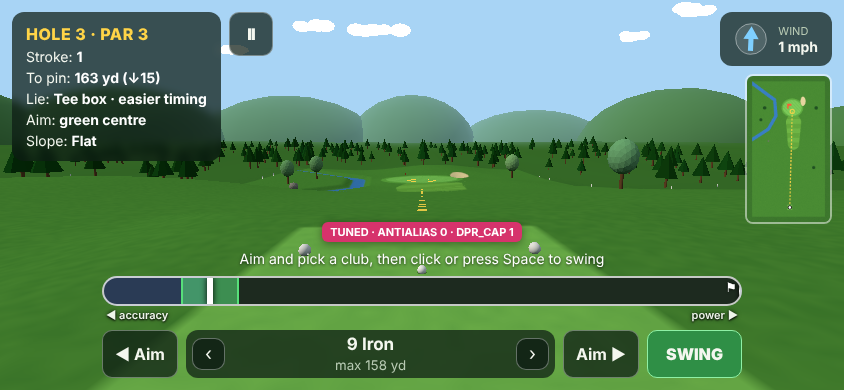 HOLE 3 · PAR 3
Stroke: 1
To pin: 163 yd (↓15)
Lie: Tee box · easier timing
Aim: green centre
Slope: Flat
WIND
1 mph
TUNED · ANTIALIAS 0 · DPR_CAP 1
Aim and pick a club, then click or press Space to swing
◀ accuracy
power ▶
◀ Aim
‹
9 Iron
max 158 yd
›
Aim ▶
SWING